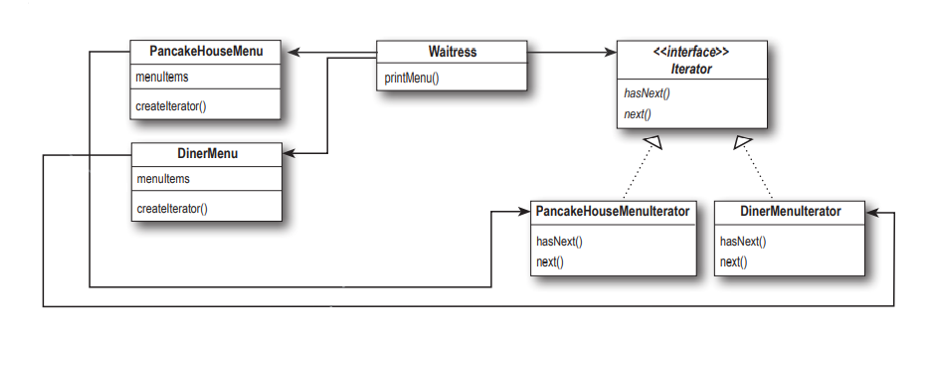 PancakeHouseMenu
menuItems
createIterator()
Waitress
printMenu()
<<interface>>
Iterator
hasNext()
next()
DinerMenu
menuItems
createIterator()
PancakeHouseMenuIterator
hasNext()
next()
DinerMenuIterator
hasNext()
next()